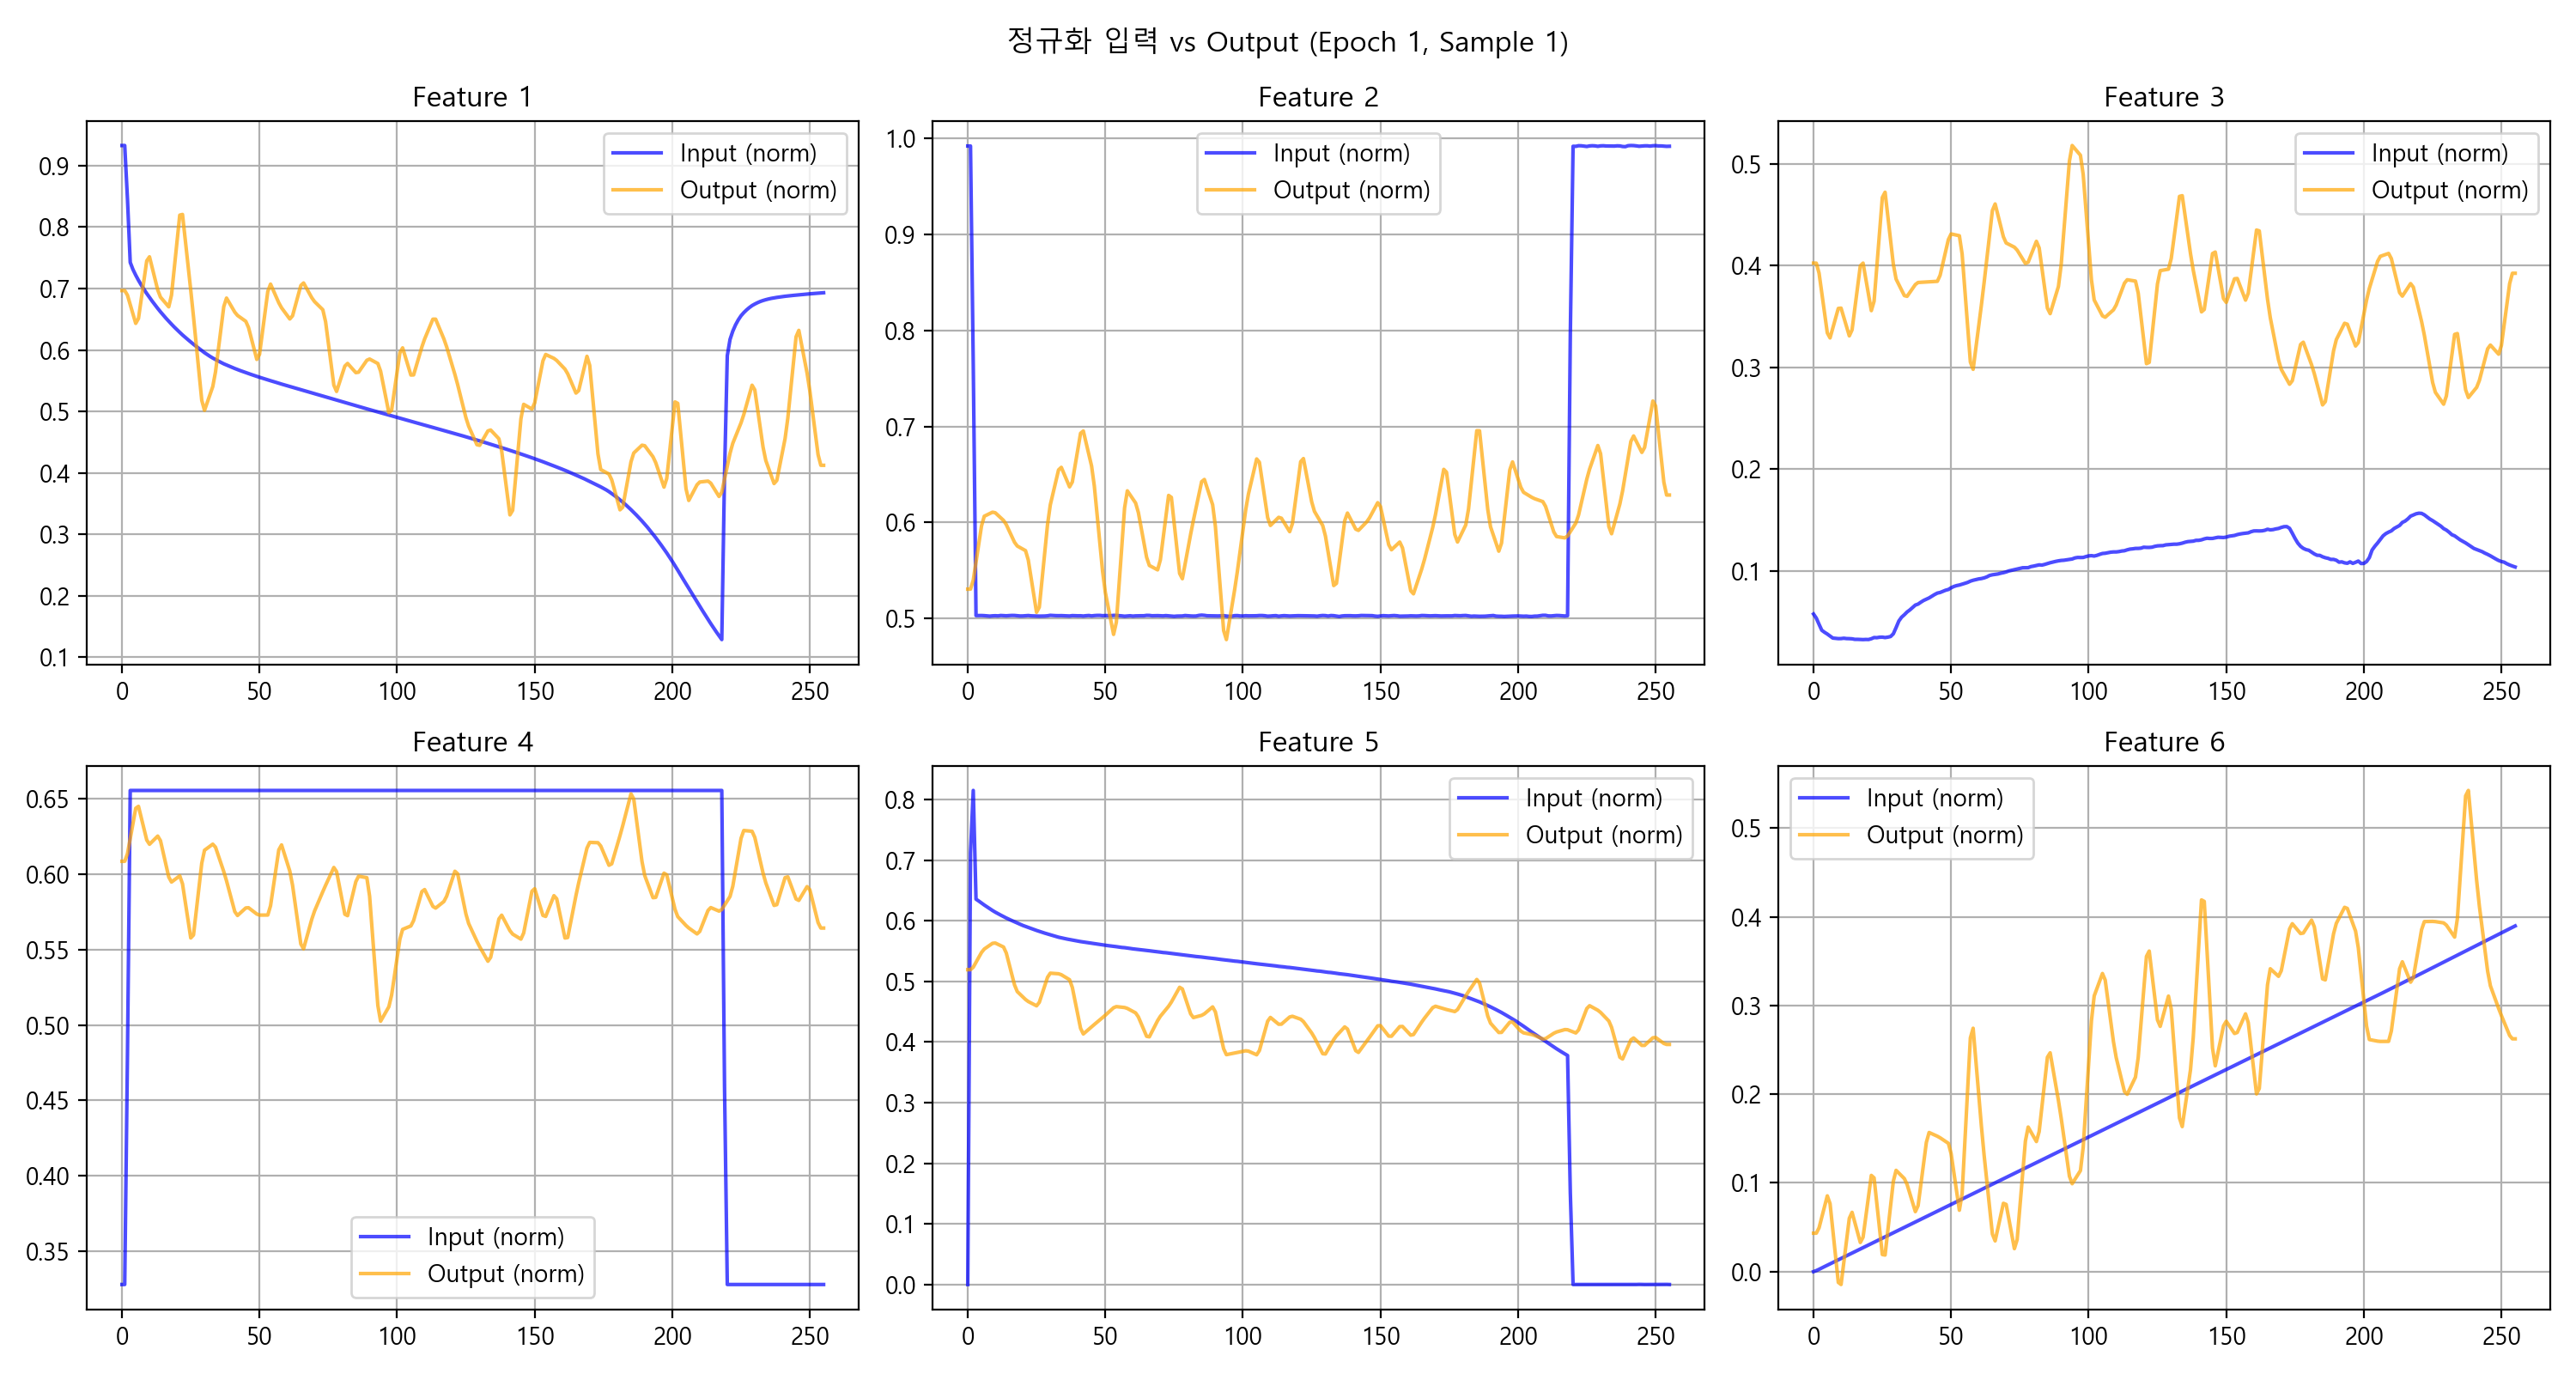 정규화 입력 vs Output (Epoch 1, Sample 1)
Feature 1
Input (norm)
Output (norm)
0.9
0.8
0.7
0.6
0.5
0.4
0.3
0.2
0.1
0 50 100 150 200 250
Feature 2
Input (norm)
Output (norm)
1.0
0.9
0.8
0.7
0.6
0.5
0 50 100 150 200 250
Feature 3
Input (norm)
Output (norm)
0.5
0.4
0.3
0.2
0.1
0 50 100 150 200 250
Feature 4
0.65
0.60
0.55
0.50
0.45
0.40
0.35
Input (norm)
Output (norm)
0 50 100 150 200 250
Feature 5
Input (norm)
Output (norm)
0.8
0.7
0.6
0.5
0.4
0.3
0.2
0.1
0.0
0 50 100 150 200 250
Feature 6
Input (norm)
Output (norm)
0.5
0.4
0.3
0.2
0.1
0.0
0 50 100 150 200 250